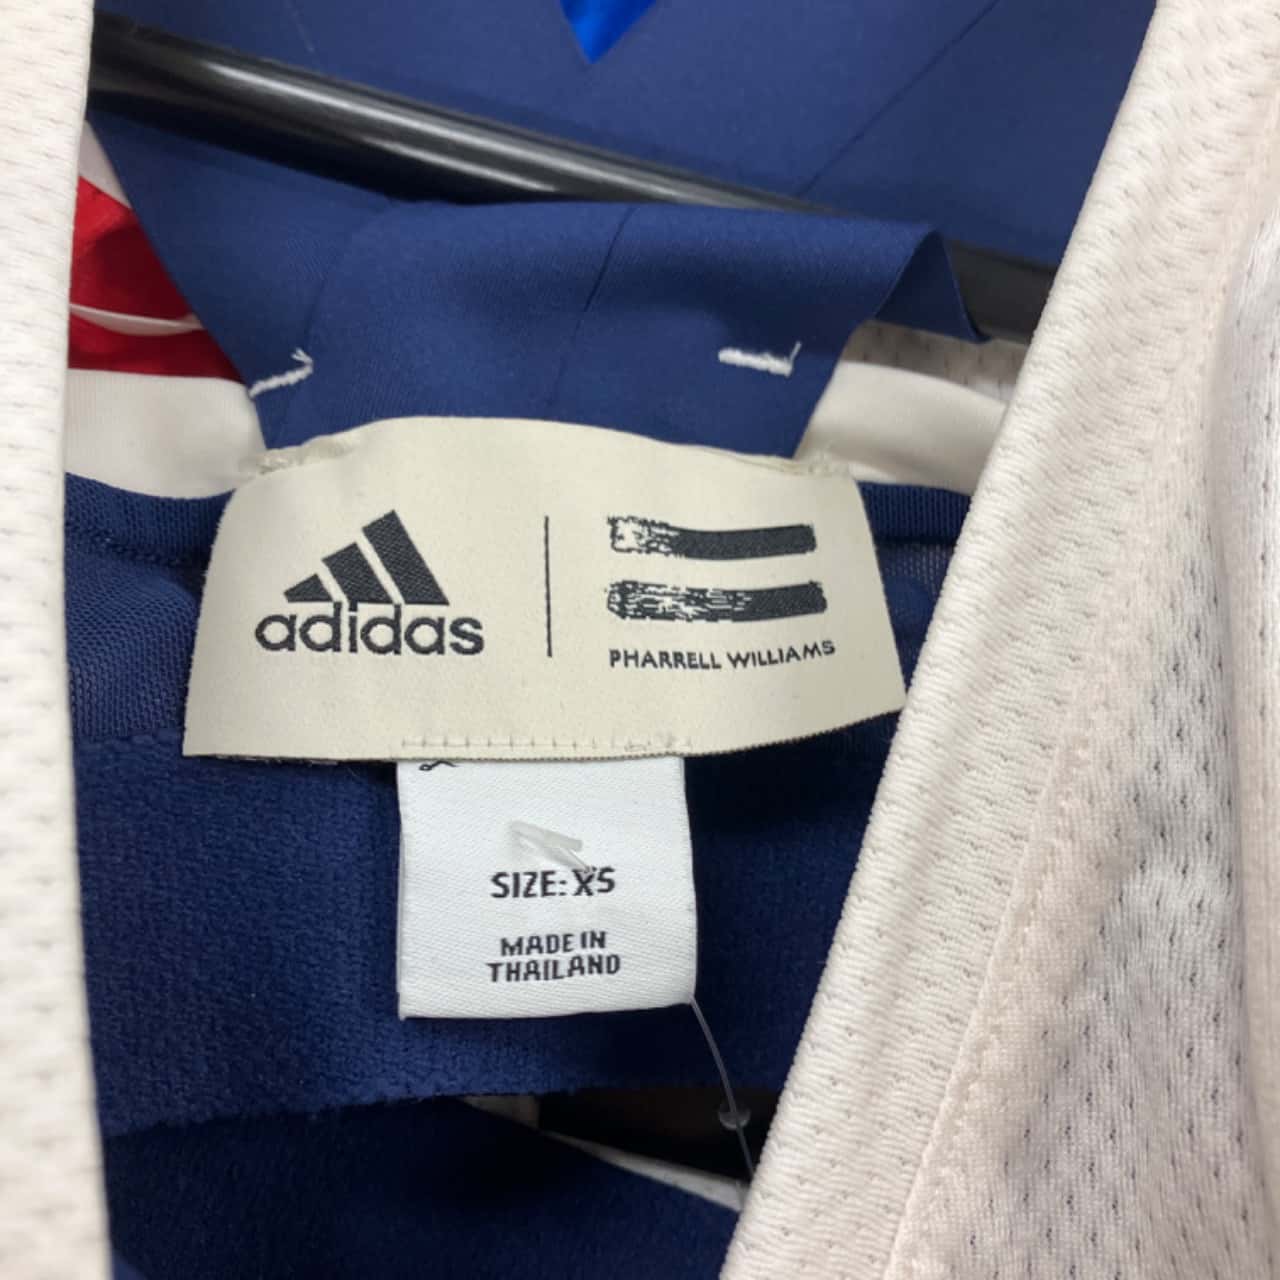 adidas
PHARRELL WILLIAMS
SIZE: XS
MADE IN
THAILAND